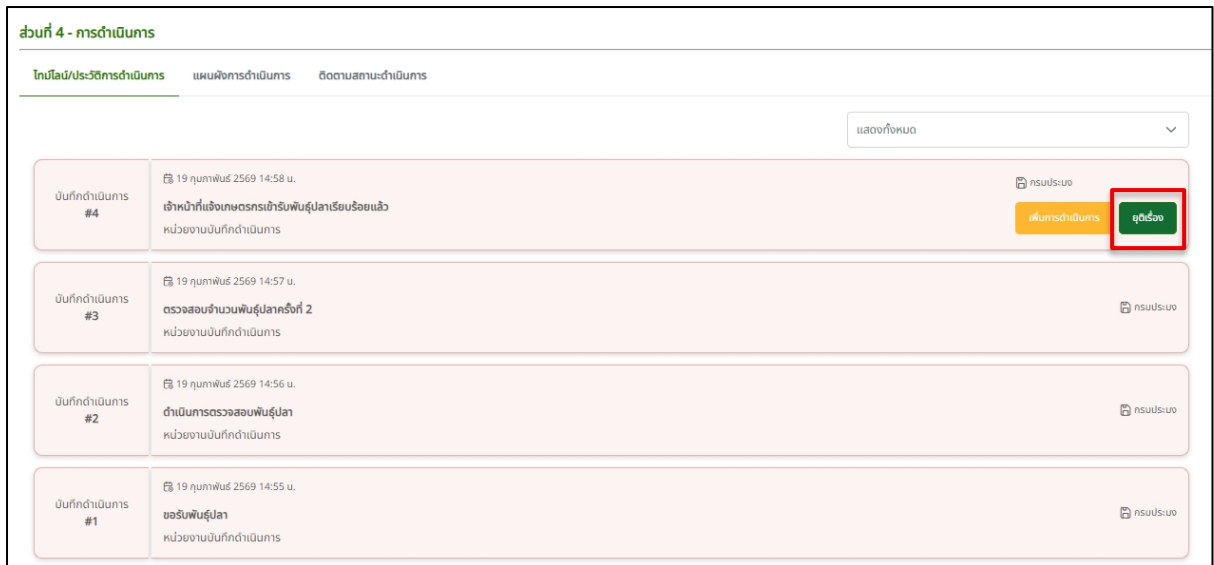 ส่วนที่ 4 - การดำเนินการ
ไทม์ไลน์/ประวัติการดำเนินการ แผนผังการดำเนินการ ติดตามสถานะดำเนินการ
แสดงทั้งหมด
19 กุมภาพันธ์ 2569 14:58 น.
กรมประมง
บันทึกดำเนินการ
#4
เจ้าหน้าที่แจ้งเกษตรกรเข้ารับพันธุ์ปลาเรียบร้อยแล้ว
หน่วยงานบันทึกดำเนินการ
เพิ่มการดำเนินการ ยุติเรื่อง
19 กุมภาพันธ์ 2569 14:57 น.
บันทึกดำเนินการ
#3
ตรวจสอบจำนวนพันธุ์ปลาครั้งที่ 2
กรมประมง
หน่วยงานบันทึกดำเนินการ
19 กุมภาพันธ์ 2569 14:56 น.
บันทึกดำเนินการ
#2
ดำเนินการตรวจสอบพันธุ์ปลา
กรมประมง
หน่วยงานบันทึกดำเนินการ
19 กุมภาพันธ์ 2569 14:55 น.
บันทึกดำเนินการ
#1
ขอรับพันธุ์ปลา
กรมประมง
หน่วยงานบันทึกดำเนินการ